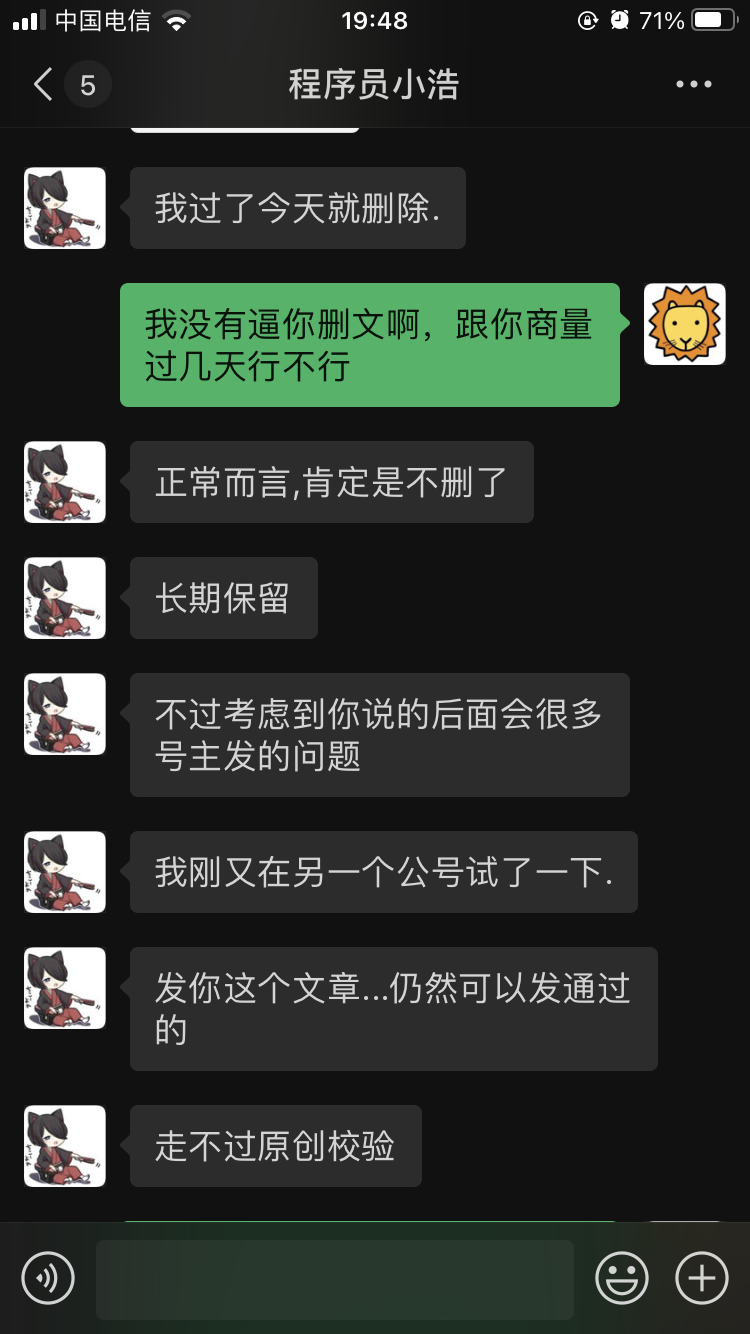 中国电信
19:48
71%
5
程序员小浩
我过了今天就删除.
我没有逼你删文啊，跟你商量
过几天行不行
正常而言,肯定是不删了
长期保留
不过考虑到你说的后面会很多
号主发的问题
我刚又在另一个公号试了一下.
发你这个文章...仍然可以发通过
的
走不过原创校验